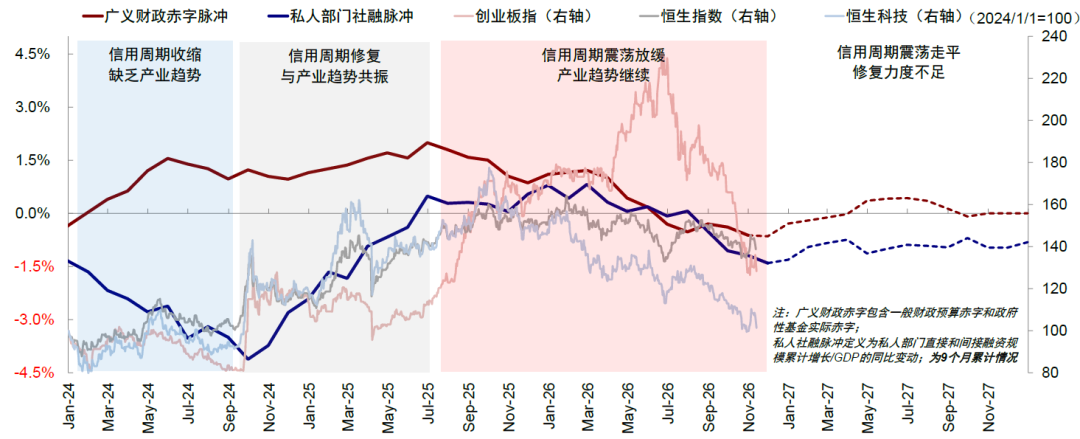 广义财政赤字脉冲 私人部门社融脉冲 创业板指（右轴） 恒生指数（右轴） 恒生科技（右轴）（2024/1/1=100）
4.5%
3.0%
1.5%
0.0%
-1.5%
-3.0%
-4.5%
信用周期收缩
缺乏产业趋势
信用周期修复
与产业趋势共振
信用周期震荡放缓
产业趋势继续
信用周期震荡走平
修复力度不足
240
220
200
180
160
140
120
100
80
注：广义财政赤字包含一般财政预算赤字和政府
性基金实际赤字；
私人社融脉冲定义为私人部门直接和间接融资规
模累计增长/GDP的同比变动；为9个月累计情况
Jan-24 Mar-24 May-24 Jul-24 Sep-24 Nov-24 Jan-25 Mar-25 May-25 Jul-25 Sep-25 Nov-25 Jan-26 Mar-26 May-26 Jul-26 Sep-26 Nov-26 Jan-27 Mar-27 May-27 Jul-27 Sep-27 Nov-27